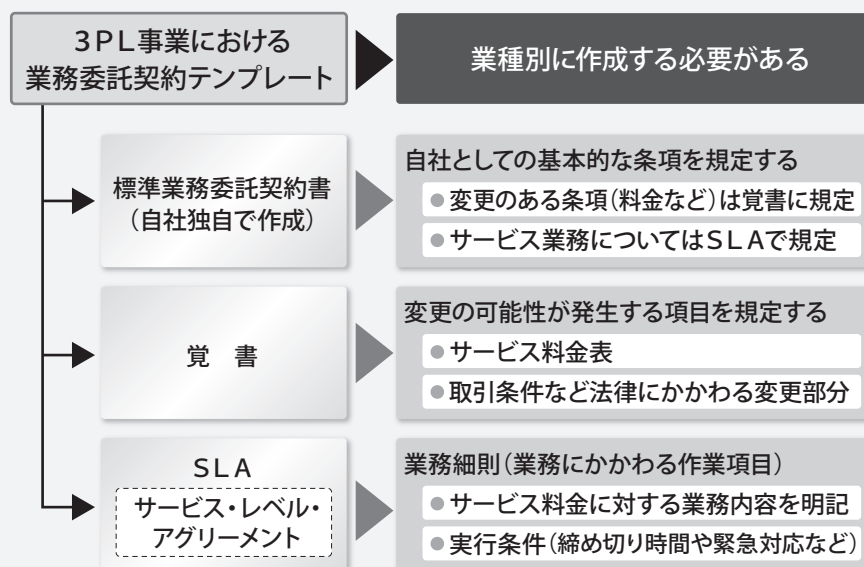 3PL事業における
業務委託契約テンプレート
業種別に作成する必要がある
標準業務委託契約書
(自社独自で作成)
自社としての基本的な条項を規定する
●変更のある条項(料金など)は覚書に規定
●サービス業務についてはSLAで規定
覚 書
変更の可能性が発生する項目を規定する
●サービス料金表
●取引条件など法律にかかわる変更部分
SLA
サービス・レベル・
アグリーメント
業務細則(業務にかかわる作業項目)
●サービス料金に対する業務内容を明記
●実行条件(締め切り時間や緊急対応など)